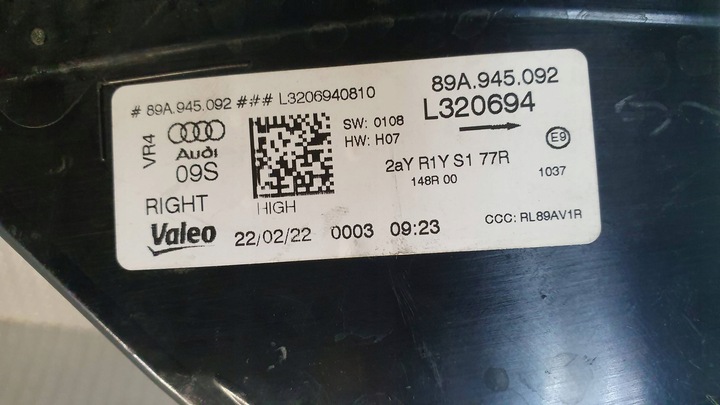 # 89A.945.092 ### L3206940810
89A.945.092
L320694
VR4
Audi
09S
SW: 0108
HW: H07
E9
2aY R1Y S1 77R
148R 00
1037
RIGHT
HIGH
Valeo
22/02/22 0003 09:23
CCC: RL89AV1R